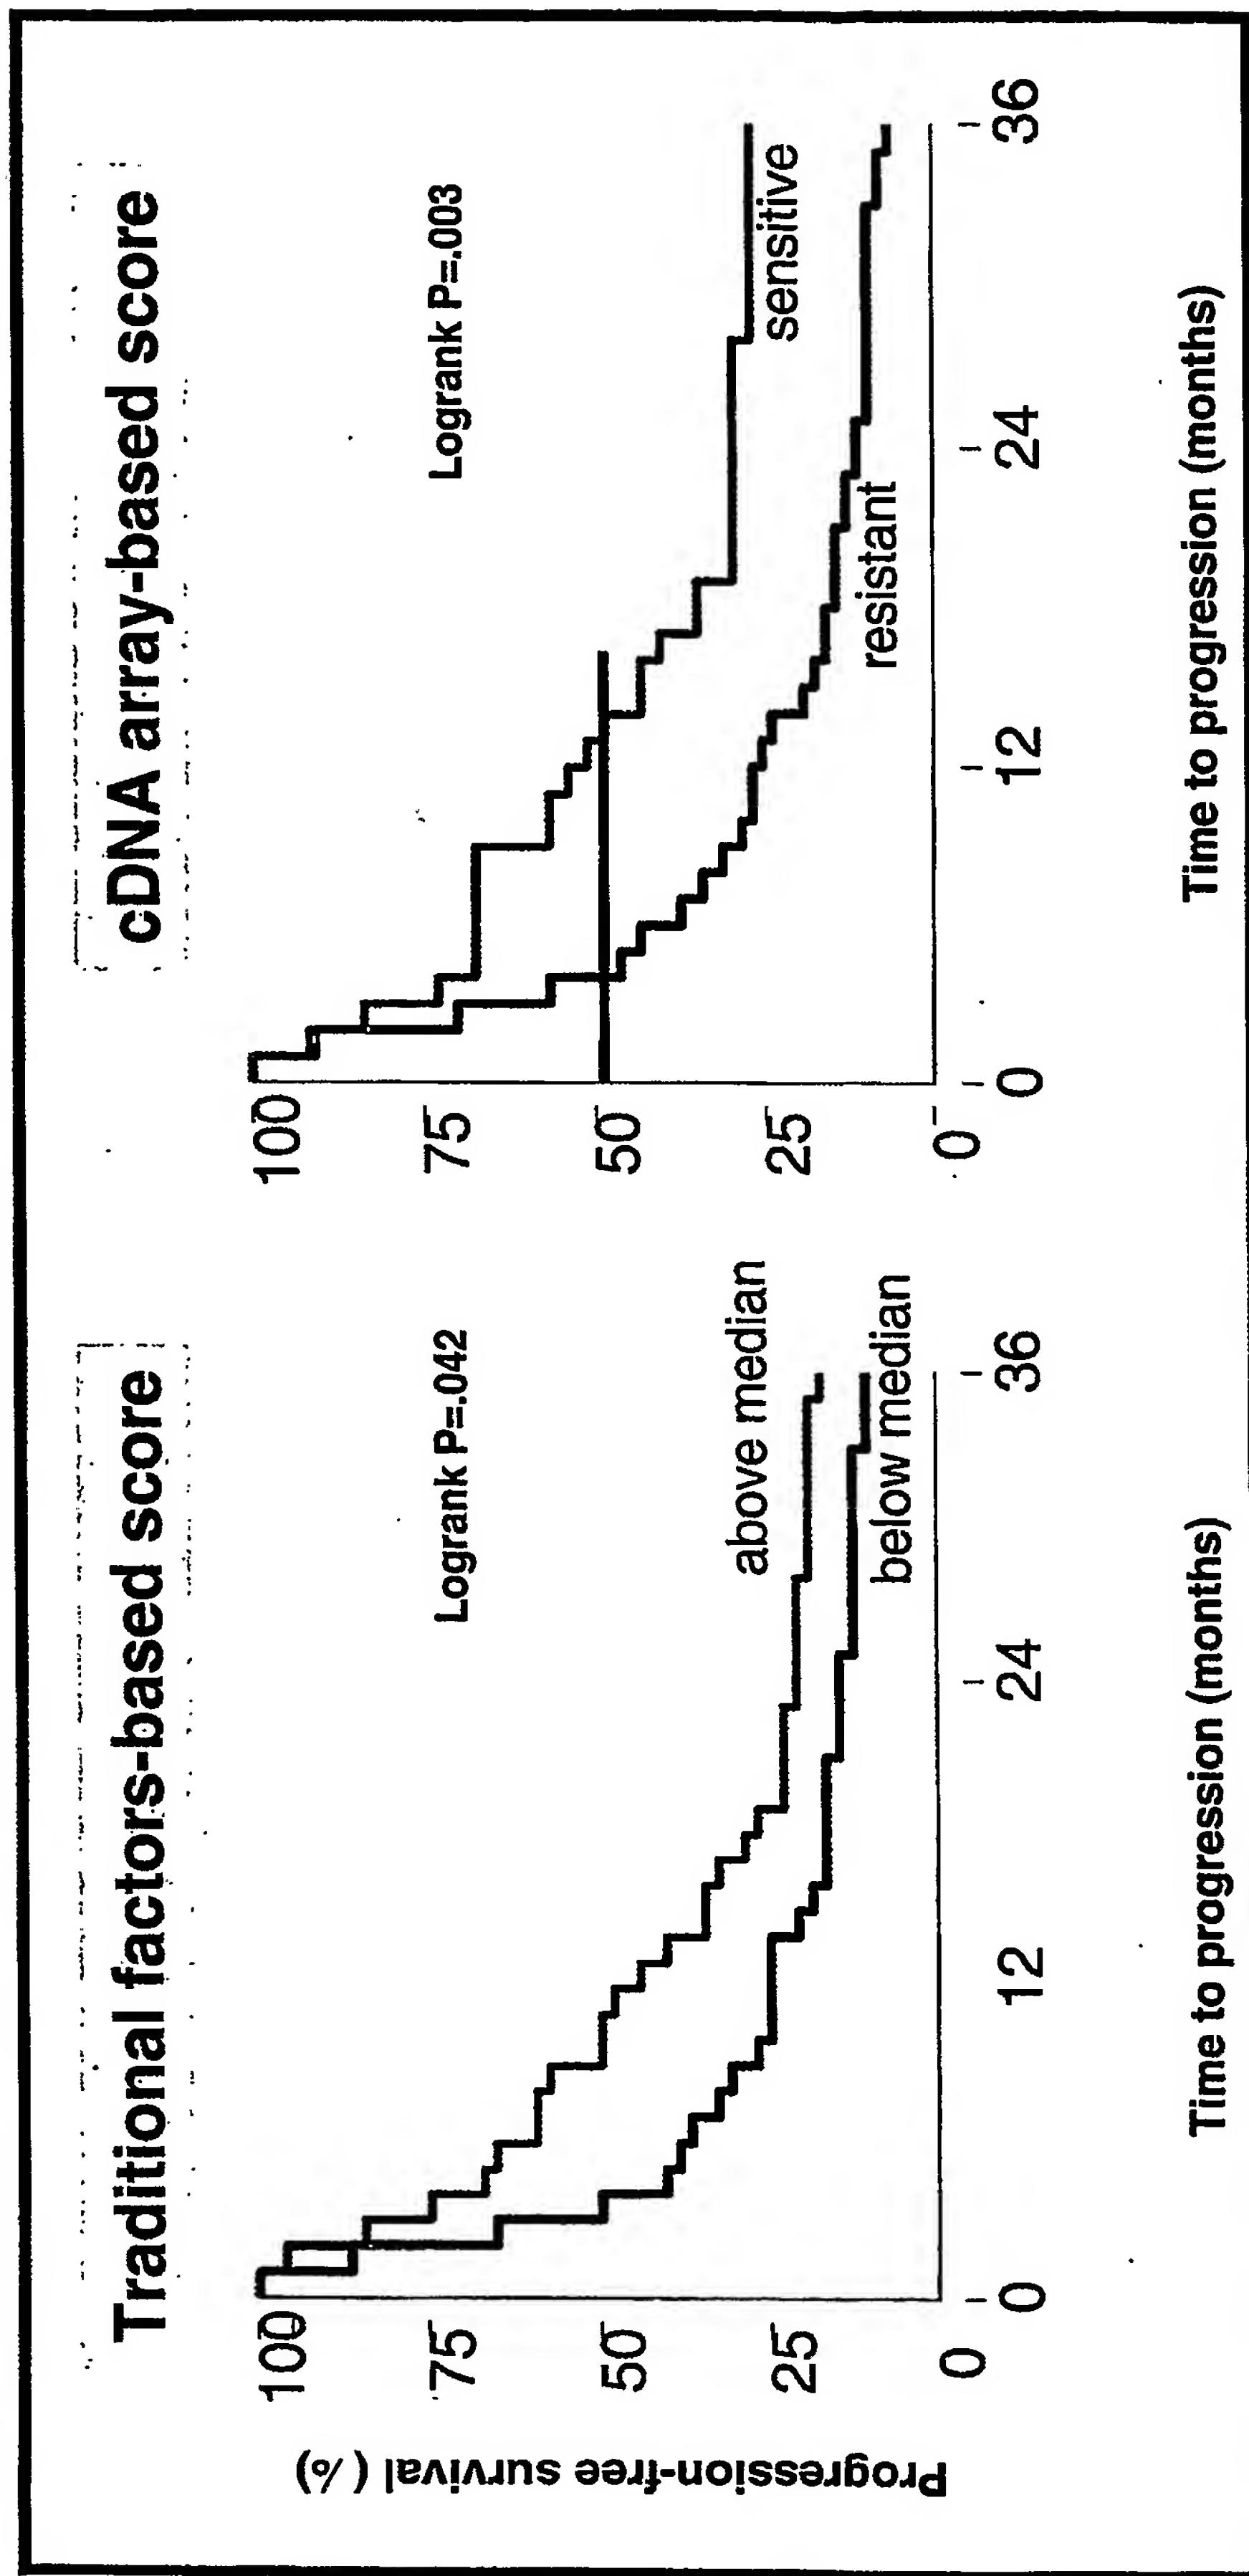 Traditional factors-based score
Progression-free survival (%)
100
75
50
25
0
Logrank P=.042
above median
below median
0
12
24
36
Time to progression (months)
cDNA array-based score
100
75
50
25
0
Logrank P=.003
sensitive
resistant
0
12
24
36
Time to progression (months)